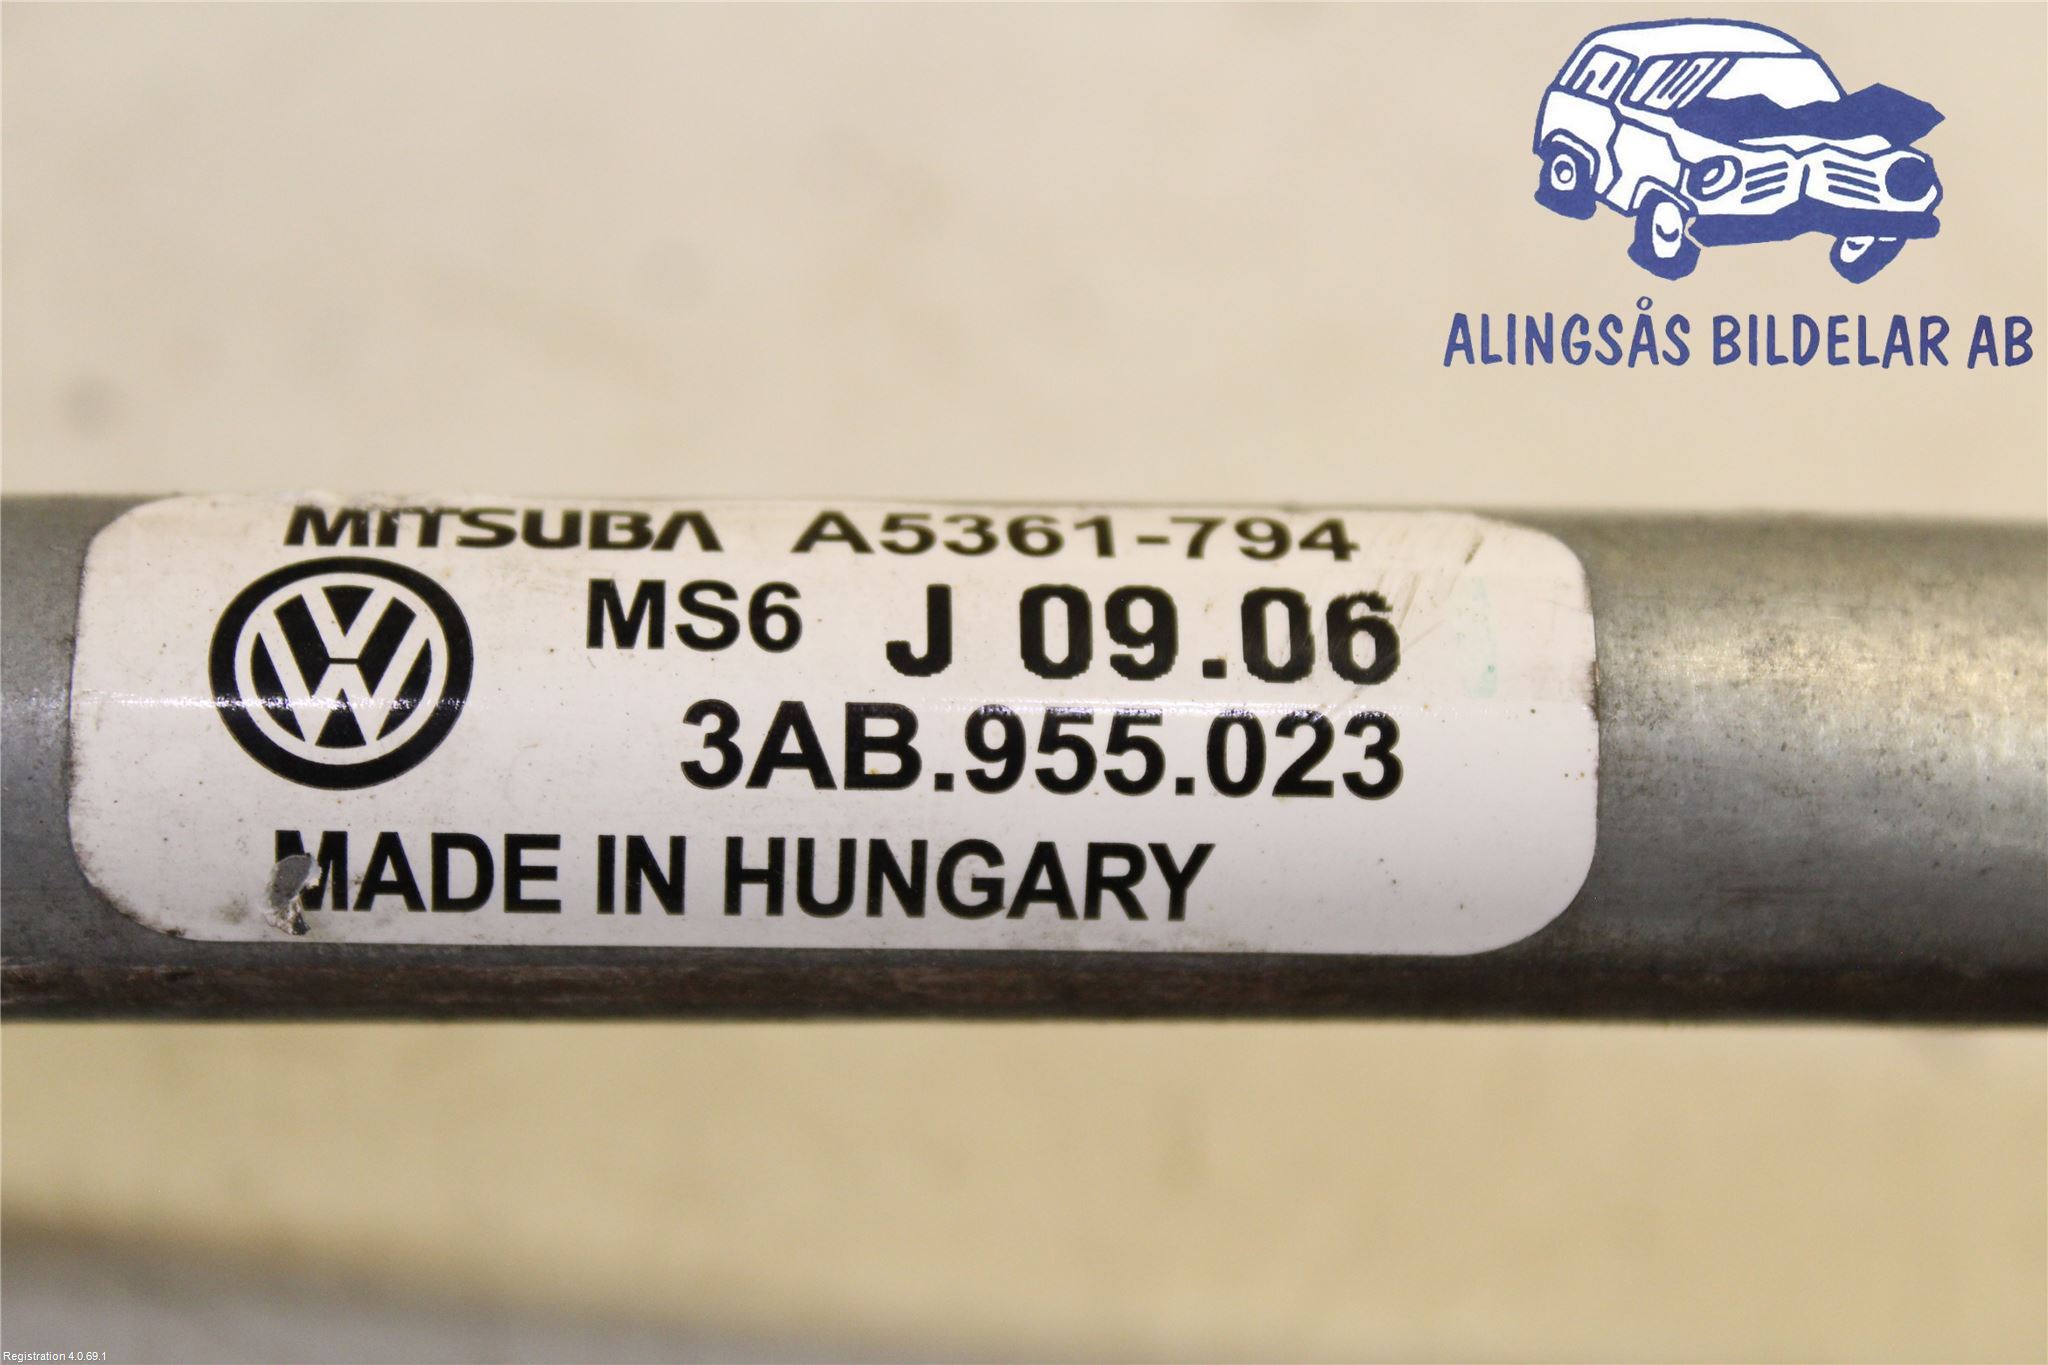 ALINGSÅS BILDELAR AB
MITSUBA A5361-794
MS6 J 09.06
3AB.955.023
MADE IN HUNGARY
Registration 4.0.69.1